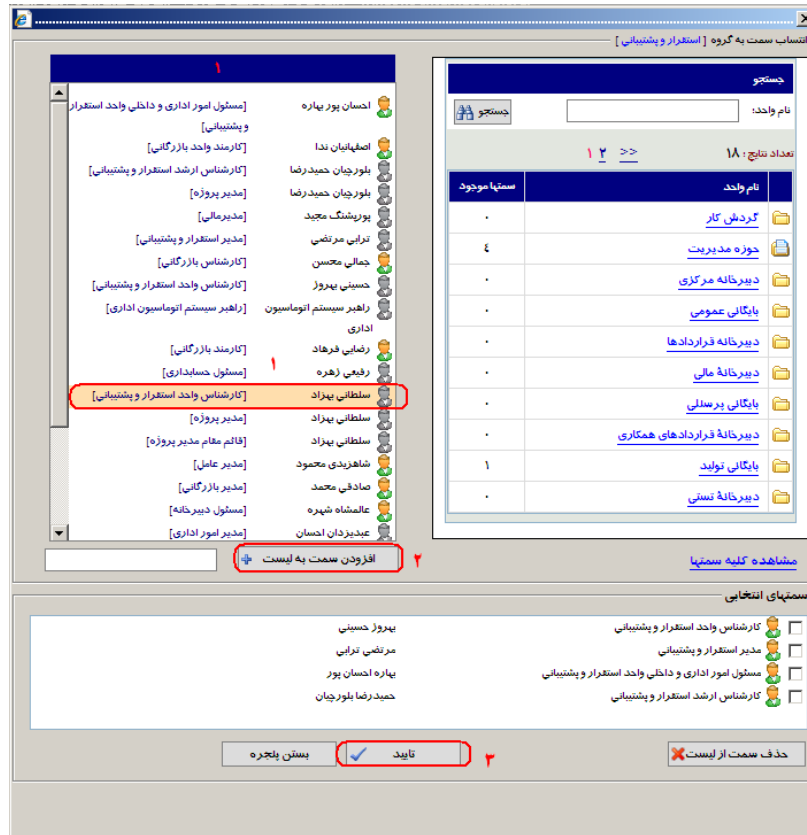 انتساب سمت به گروه [ استقرار و پشتیبانی ]
جستجو
نام واحد:
جستجو
تعداد نتایج : ۱۸
۱ ۲ >>
نام واحد سمتها موجود
گردش کار ۰
حوزه مدیریت ٤
دبیرخانه مرکزی ۰
بایگانی عمومی ۰
دبیرخانه قراردادها ۰
دبیرخانۀ مالی ۰
بایگانی پرسنلی ۰
دبیرخانۀ قراردادهای همکاری ۰
بایگانی تولید ۱
دبیرخانۀ تستی ۰
مشاهده کلیه سمتها
۱
احسان پور بهاره [مسئول امور اداری و داخلی واحد استقرار
و پشتیبانی]
اصفهانیان ندا [کارمند واحد بازرگانی]
بلورچیان حمیدرضا [کارشناس ارشد استقرار و پشتیبانی]
بلورچیان حمیدرضا [مدیر پروژه]
پورپشنگ مجید [مدیرمالی]
ترابی مرتضی [مدیر استقرار و پشتیبانی]
جمالی محسن [کارشناس بازرگانی]
حسینی بهروز [کارشناس واحد استقرار و پشتیبانی]
راهبر سیستم اتوماسیون [راهبر سیستم اتوماسیون اداری]
اداری
رضایی فرهاد [کارمند بازرگانی]
رفیعی زهره [مسئول حسابداری]
۱
سلطانی بهزاد [کارشناس واحد استقرار و پشتیبانی]
سلطانی بهزاد [مدیر پروژه]
سلطانی بهزاد [قائم مقام مدیر پروژه]
شاهزیدی محمود [مدیر عامل]
صادقی محمد [مدیر بازرگانی]
عالمشاه شهره [مسئول دبیرخانه]
عبدیزدان احسان [مدیر امور اداری]
افزودن سمت به لیست
۲
سمتهای انتخابی
کارشناس واحد استقرار و پشتیبانی بهروز حسینی
مدیر استقرار و پشتیبانی مرتضی ترابی
مسئول امور اداری و داخلی واحد استقرار و پشتیبانی بهاره احسان پور
کارشناس ارشد استقرار و پشتیبانی حمیدرضا بلورچیان
حذف سمت از لیست
۳
تایید
بستن پنجره